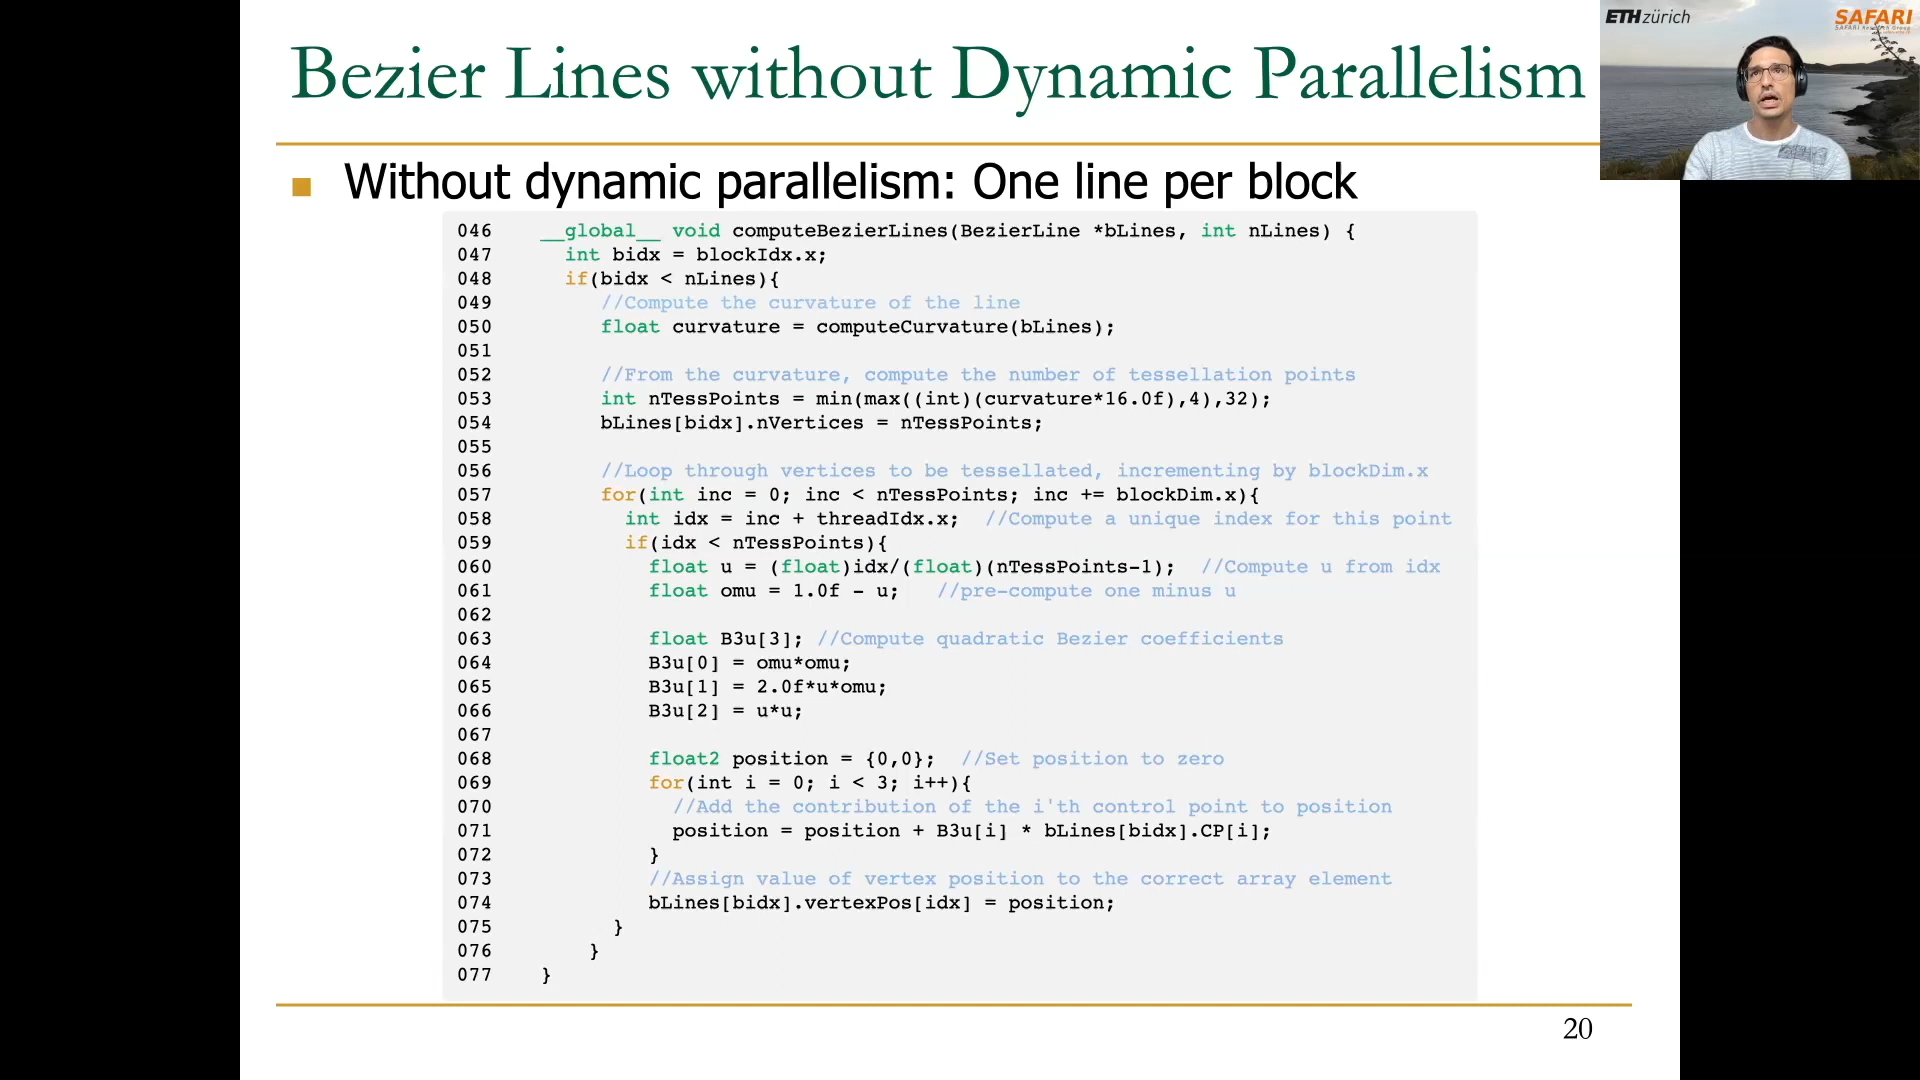 Bezier Lines without Dynamic Parallelism
ETH zürich
SAFARI
SAFARI Research Group
Without dynamic parallelism: One line per block
046 __global__ void computeBezierLines(BezierLine *bLines, int nLines) {
047 int bidx = blockIdx.x;
048 if(bidx < nLines){
049 //Compute the curvature of the line
050 float curvature = computeCurvature(bLines);
051
052 //From the curvature, compute the number of tessellation points
053 int nTessPoints = min(max((int)(curvature*16.0f),4),32);
054 bLines[bidx].nVertices = nTessPoints;
055
056 //Loop through vertices to be tessellated, incrementing by blockDim.x
057 for(int inc = 0; inc < nTessPoints; inc += blockDim.x){
058 int idx = inc + threadIdx.x; //Compute a unique index for this point
059 if(idx < nTessPoints){
060 float u = (float)idx/(float)(nTessPoints-1); //Compute u from idx
061 float omu = 1.0f - u; //pre-compute one minus u
062
063 float B3u[3]; //Compute quadratic Bezier coefficients
064 B3u[0] = omu*omu;
065 B3u[1] = 2.0f*u*omu;
066 B3u[2] = u*u;
067
068 float2 position = {0,0}; //Set position to zero
069 for(int i = 0; i < 3; i++){
070 //Add the contribution of the i'th control point to position
071 position = position + B3u[i] * bLines[bidx].CP[i];
072 }
073 //Assign value of vertex position to the correct array element
074 bLines[bidx].vertexPos[idx] = position;
075 }
076 }
077 }
20